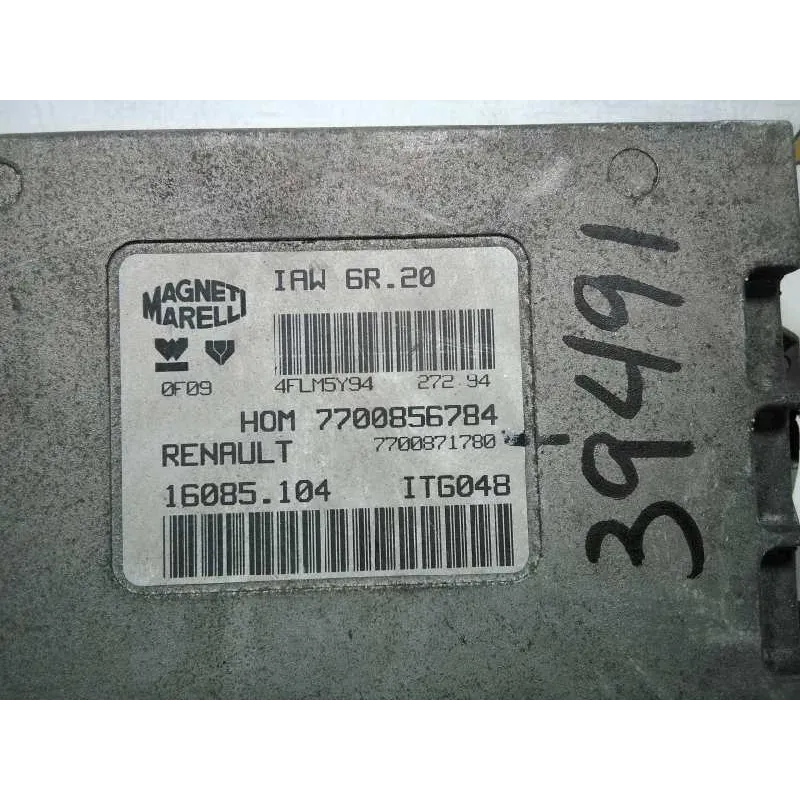 IAW 6R.20
MAGNETI
MARELLI
0F09
4FLM5Y94 272 94
HOM 7700856784
RENAULT 7700871780
16085.104 ITG048
39491